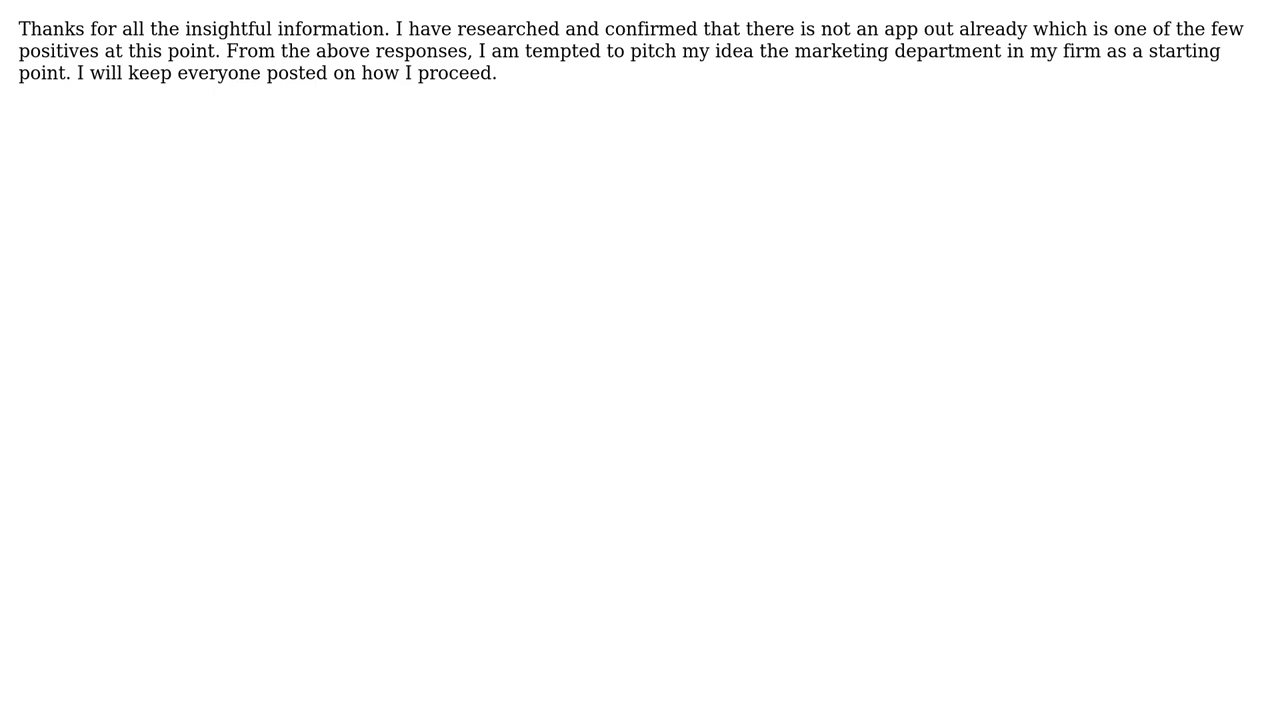 Thanks for all the insightful information. I have researched and confirmed that there is not an app out already which is one of the few
positives at this point. From the above responses, I am tempted to pitch my idea the marketing department in my firm as a starting
point. I will keep everyone posted on how I proceed.